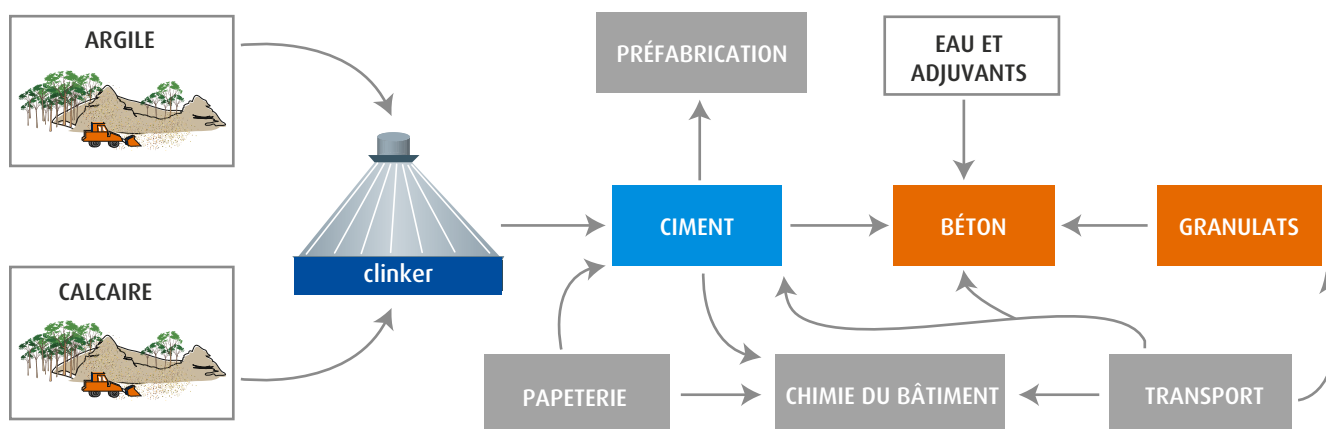 ARGILE
PRÉFABRICATION
EAU ET
ADJUVANTS
CIMENT
BÉTON
GRANULATS
clinker
CALCAIRE
PAPETERIE
CHIMIE DU BÂTIMENT
TRANSPORT